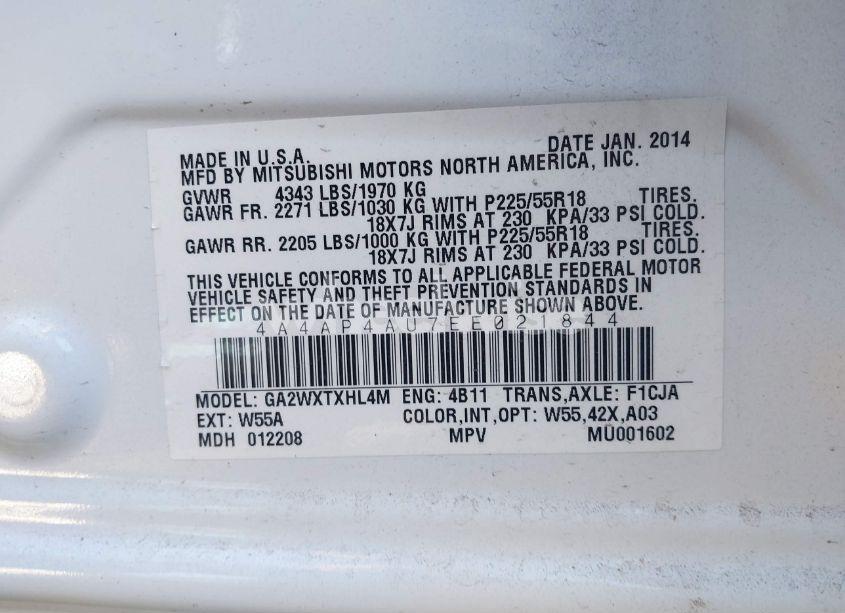 MADE IN U.S.A. DATE JAN. 2014
MFD BY MITSUBISHI MOTORS NORTH AMERICA, INC.
GVWR 4343 LBS/1970 KG
GAWR FR. 2271 LBS/1030 KG WITH P225/55R18 TIRES.
18X7J RIMS AT 230 KPA/33 PSI COLD.
GAWR RR. 2205 LBS/1000 KG WITH P225/55R18 TIRES.
18X7J RIMS AT 230 KPA/33 PSI COLD.
THIS VEHICLE CONFORMS TO ALL APPLICABLE FEDERAL MOTOR
VEHICLE SAFETY AND THEFT PREVENTION STANDARDS IN
EFFECT ON THE DATE OF MANUFACTURE SHOWN ABOVE.
4A4AP4AU7EE021844
MODEL: GA2WXTXHL4M ENG: 4B11 TRANS,AXLE: F1CJA
EXT: W55A COLOR,INT,OPT: W55,42X,A03
MDH 012208 MPV MU001602